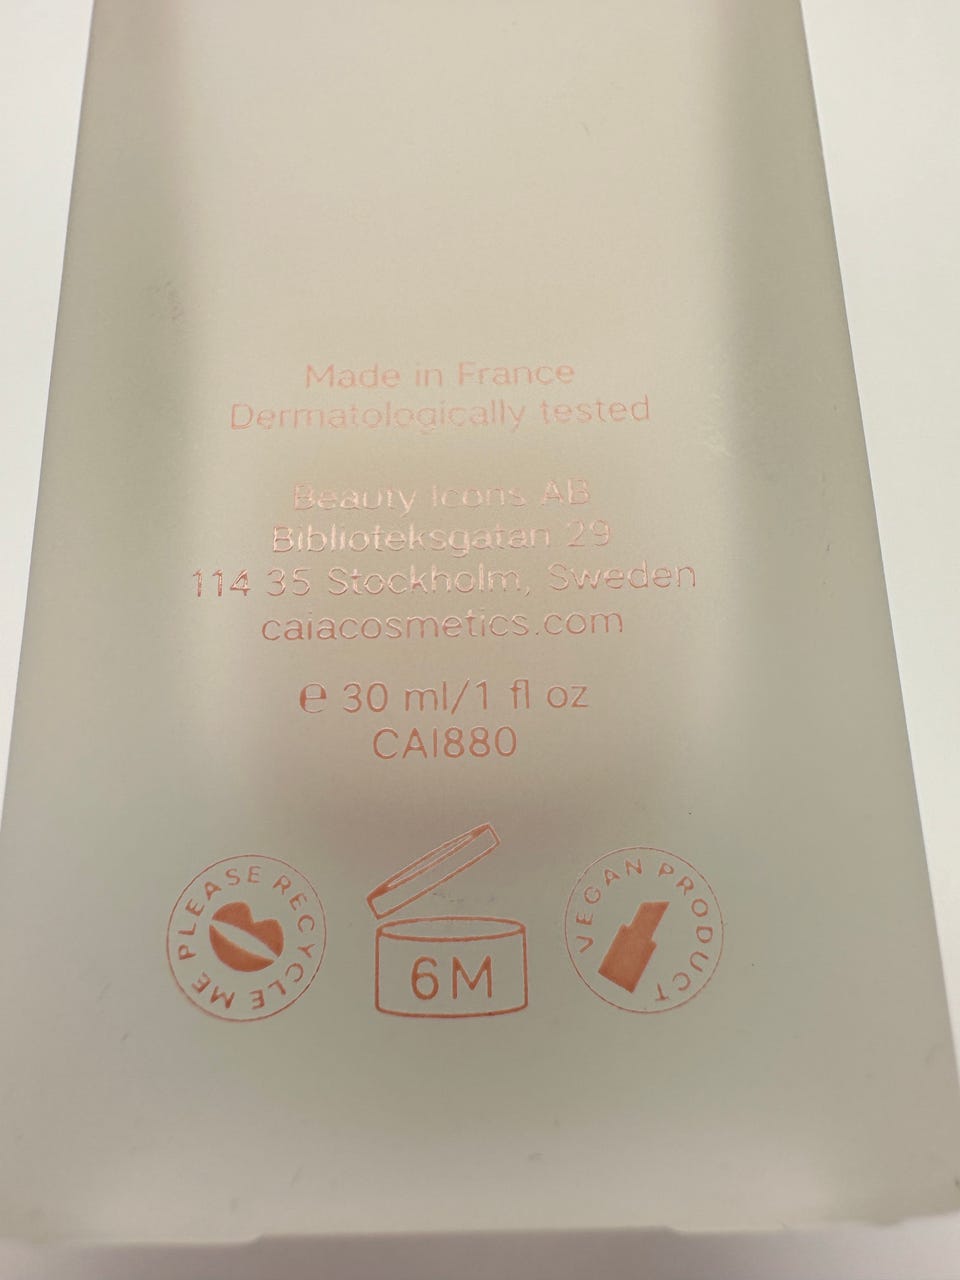 Made in France
Dermatologically tested
Beauty Icons AB
Biblioteksgatan 29
114 35 Stockholm, Sweden
caiacosmetics.com
℮ 30 ml/1 fl oz
CAI880
PLEASE RECYCLE ME
6M
VEGAN PRODUCT